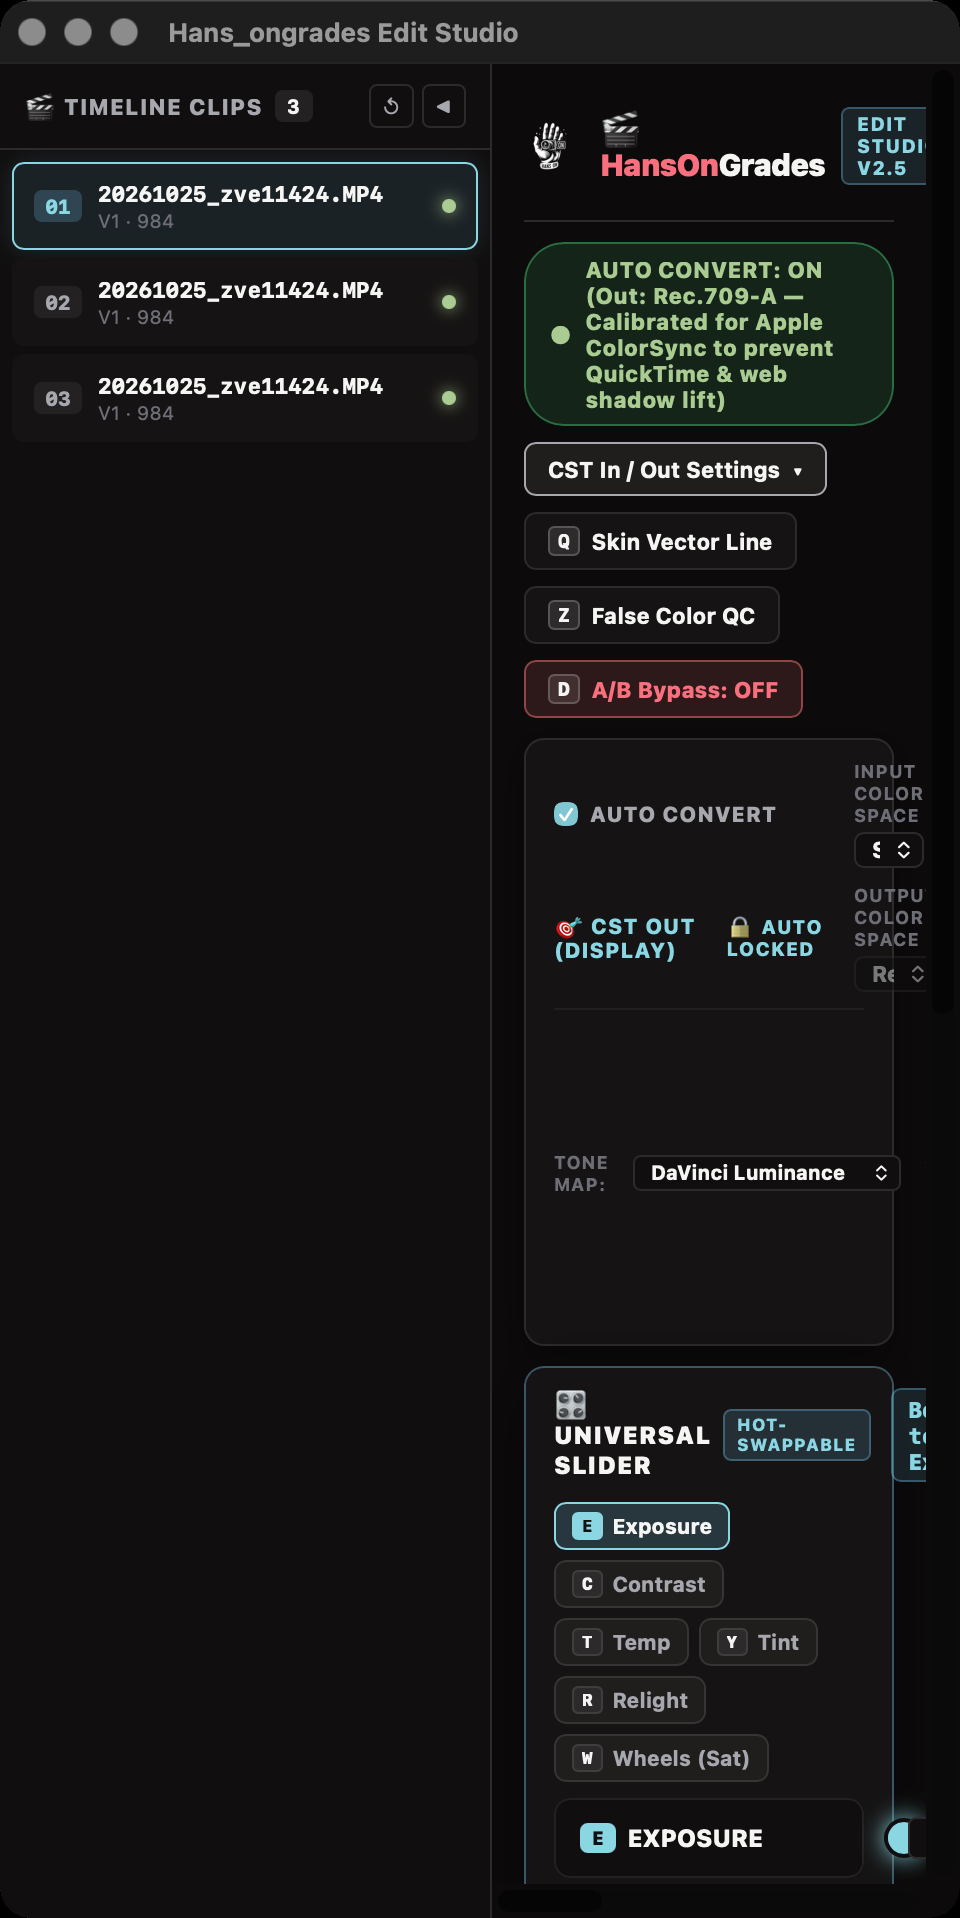 Hans_ongrades Edit Studio
TIMELINE CLIPS 3
01 20261025_zve11424.MP4
V1 · 984
02 20261025_zve11424.MP4
V1 · 984
03 20261025_zve11424.MP4
V1 · 984
HansOnGrades
EDIT
STUDIO
V2.5
AUTO CONVERT: ON
(Out: Rec.709-A —
Calibrated for Apple
ColorSync to prevent
QuickTime & web
shadow lift)
CST In / Out Settings
Q Skin Vector Line
Z False Color QC
D A/B Bypass: OFF
AUTO CONVERT
INPUT
COLOR
SPACE
CST OUT
(DISPLAY)
AUTO
LOCKED
OUTPU
COLOR
SPACE
Re
TONE
MAP:
DaVinci Luminance
UNIVERSAL
SLIDER
HOT-
SWAPPABLE
E Exposure
C Contrast
T Temp
Y Tint
R Relight
W Wheels (Sat)
E EXPOSURE